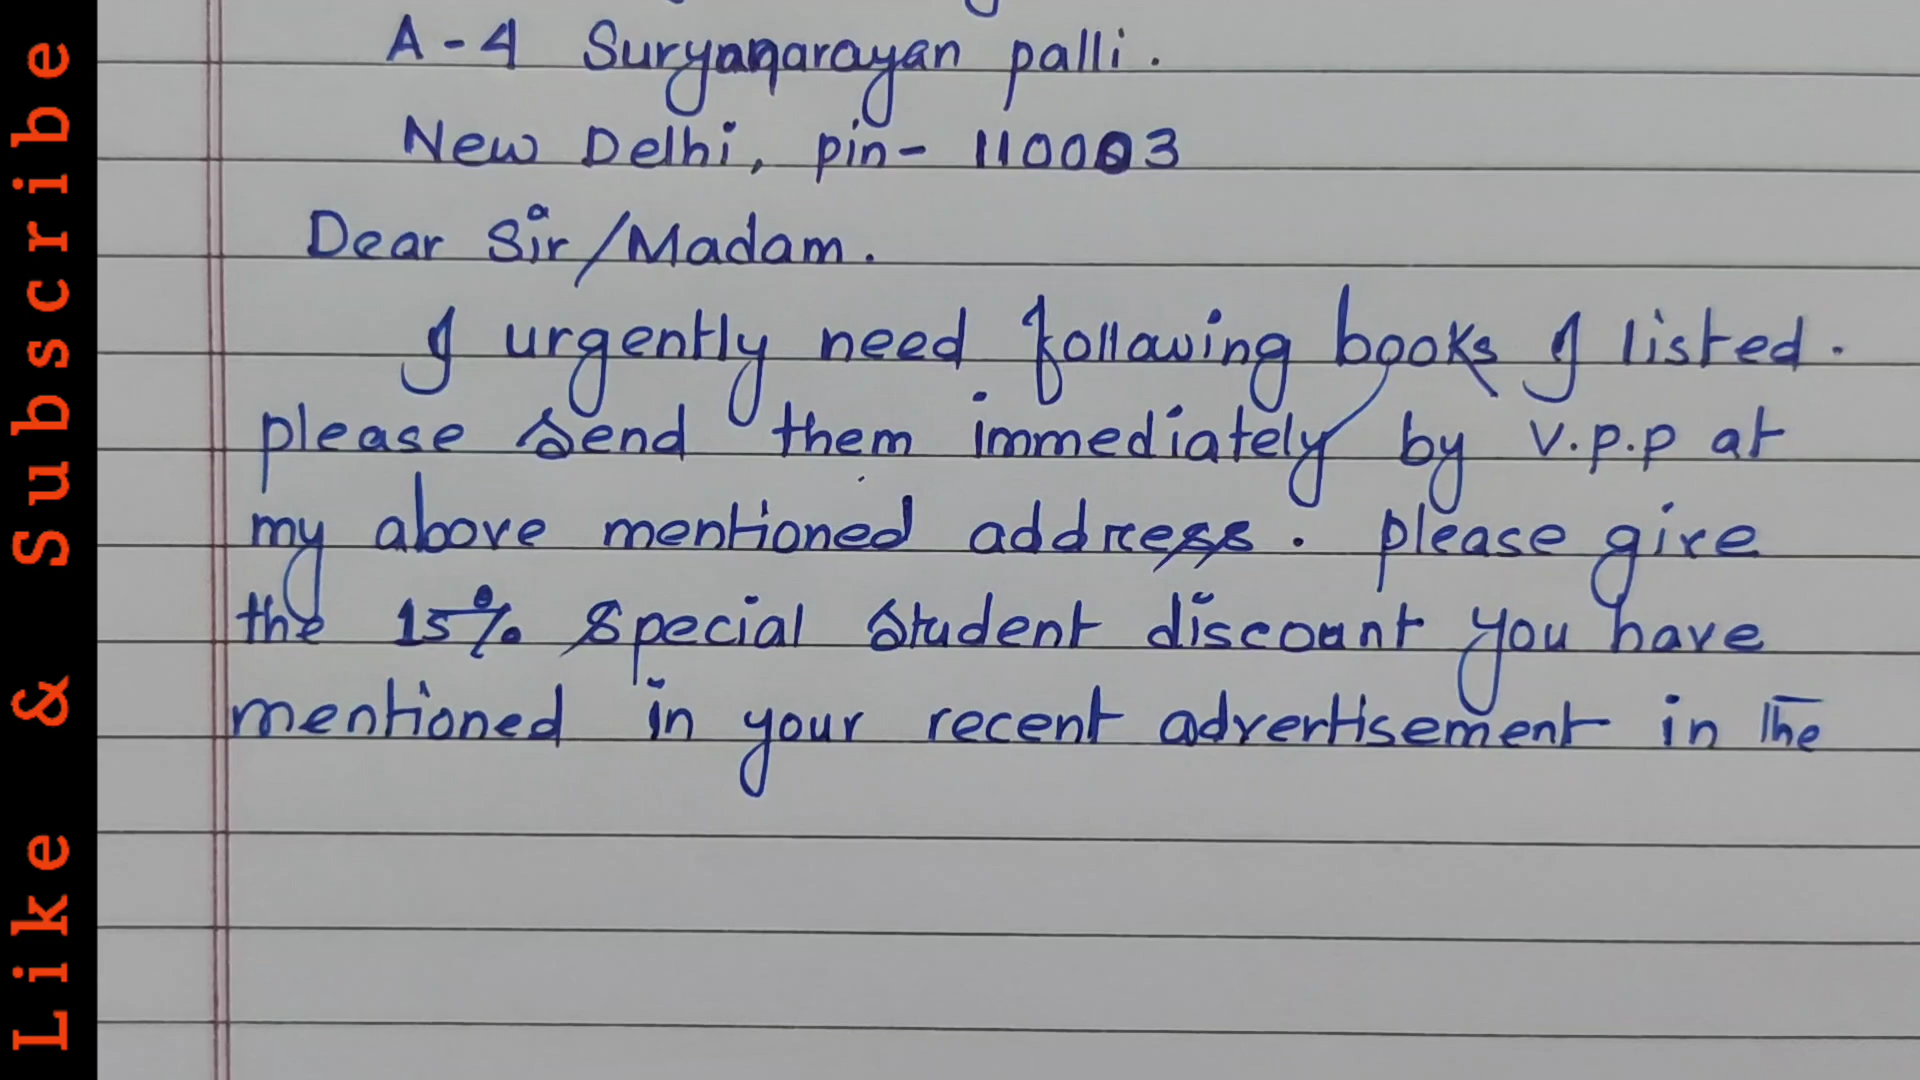 A-4 Suryanarayan palli.
New Delhi, pin- 110003
Dear Sir/Madam.
I urgently need following books I listed.
please send them immediately by v.p.p at
my above mentioned address. please give
the 15% special student discount you have
mentioned in your recent advertisement in the
Like & Subscribe